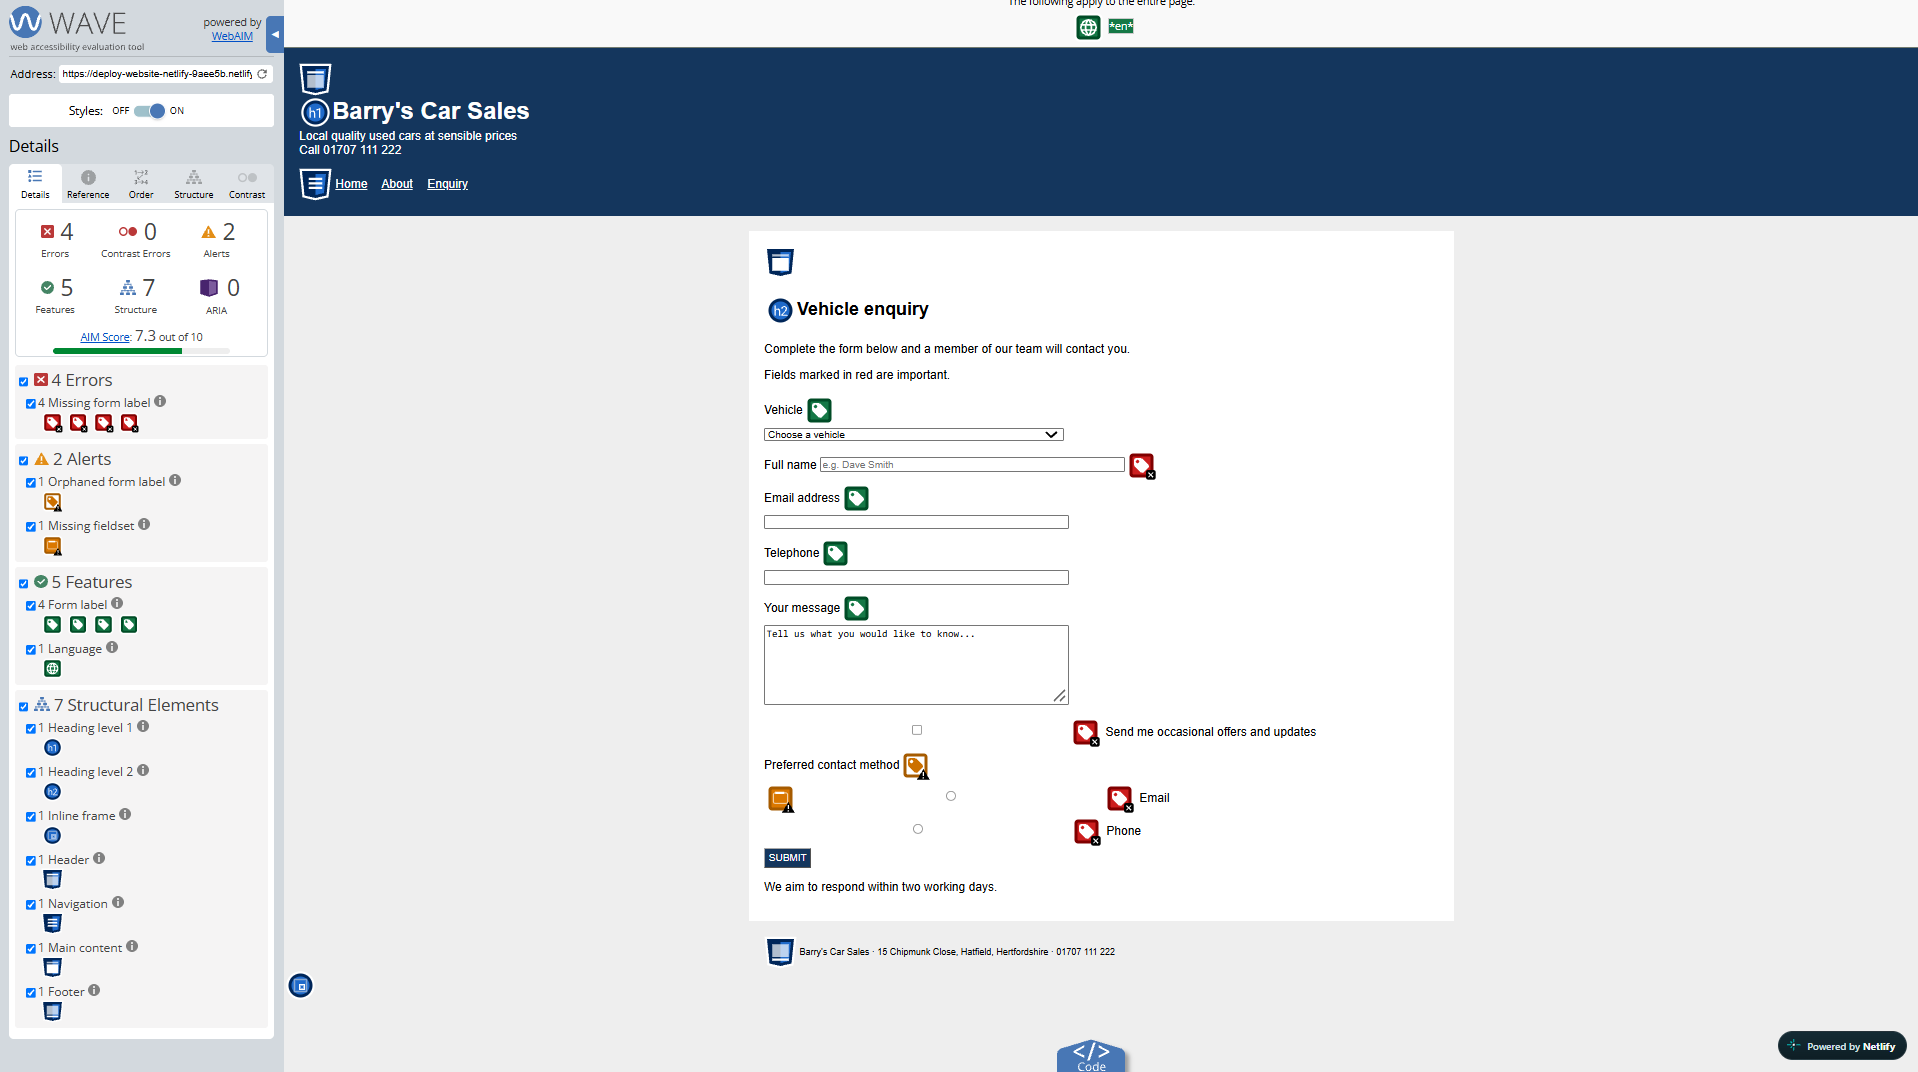 WAVE
powered by
WebAIM
web accessibility evaluation tool
Address: https://deploy-website-netlify-9aee5b.netlify
Styles: OFF ON
Details
Details Reference Order Structure Contrast
4 0 2
Errors Contrast Errors Alerts
5 7 0
Features Structure ARIA
AIM Score: 7.3 out of 10
4 Errors
4 Missing form label
2 Alerts
1 Orphaned form label
1 Missing fieldset
5 Features
4 Form label
1 Language
7 Structural Elements
1 Heading level 1
h1
1 Heading level 2
h2
1 Inline frame
1 Header
1 Navigation
1 Main content
1 Footer
The following apply to the entire page:
*en*
h1 Barry's Car Sales
Local quality used cars at sensible prices
Call 01707 111 222
Home About Enquiry
h2 Vehicle enquiry
Complete the form below and a member of our team will contact you.
Fields marked in red are important.
Vehicle
Choose a vehicle
Full name e.g. Dave Smith
Email address
Telephone
Your message
Tell us what you would like to know...
Send me occasional offers and updates
Preferred contact method
Email
Phone
SUBMIT
We aim to respond within two working days.
Barry's Car Sales · 15 Chipmunk Close, Hatfield, Hertfordshire · 01707 111 222
</> 
Code
Powered by Netlify